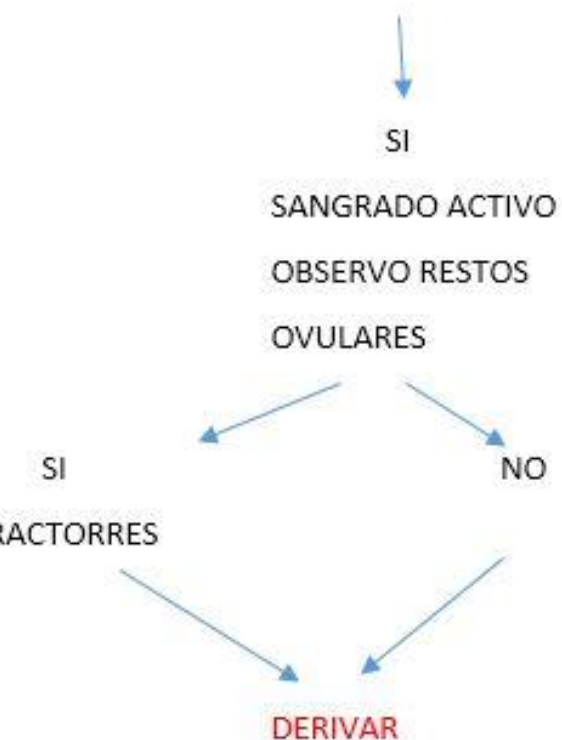 SI
SANGRADO ACTIVO
OBSERVO RESTOS
OVULARES
SI
NO
RACTORRES
DERIVAR